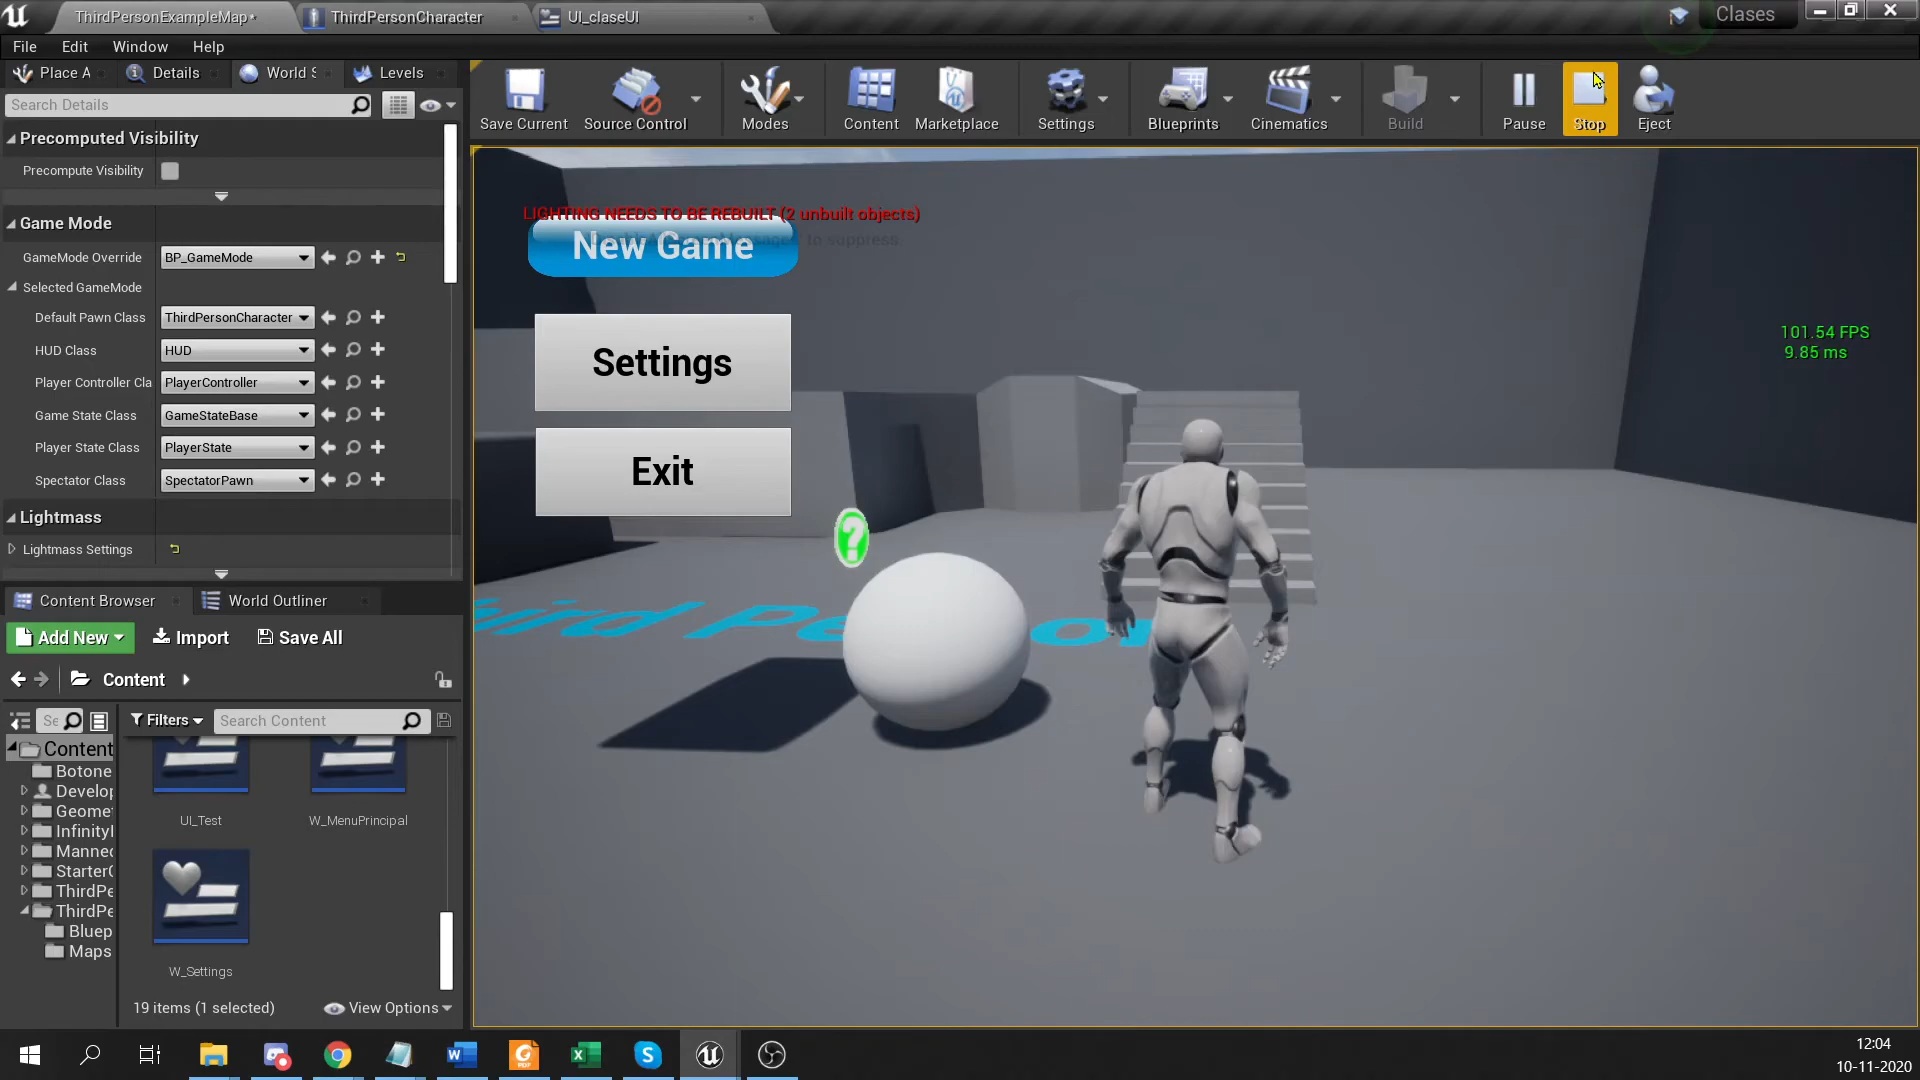 ThirdPersonExampleMap*
ThirdPersonCharacter
UI_claseUI
Clases
File Edit Window Help
Place A Details World S Levels
Search Details
Save Current Source Control Modes Content Marketplace Settings Blueprints Cinematics Build Pause Stop Eject
Precomputed Visibility
Precompute Visibility
Game Mode
GameMode Override BP_GameMode
Selected GameMode
Default Pawn Class ThirdPersonCharacter
HUD Class HUD
Player Controller Cla PlayerController
Game State Class GameStateBase
Player State Class PlayerState
Spectator Class SpectatorPawn
Lightmass
Lightmass Settings
LIGHTING NEEDS TO BE REBUILT (2 unbuilt objects)
to suppress
New Game
Settings
Exit
?
101.54 FPS
9.85 ms
Content Browser World Outliner
Add New Import Save All
Content
Se Filters Search Content
Content
Botone
Develop
Geome
InfinityI
Manne
Starter
ThirdPe
ThirdPe
Bluep
Maps
UI_Test W_MenuPrincipal
W_Settings
19 items (1 selected) View Options
12:04
10-11-2020